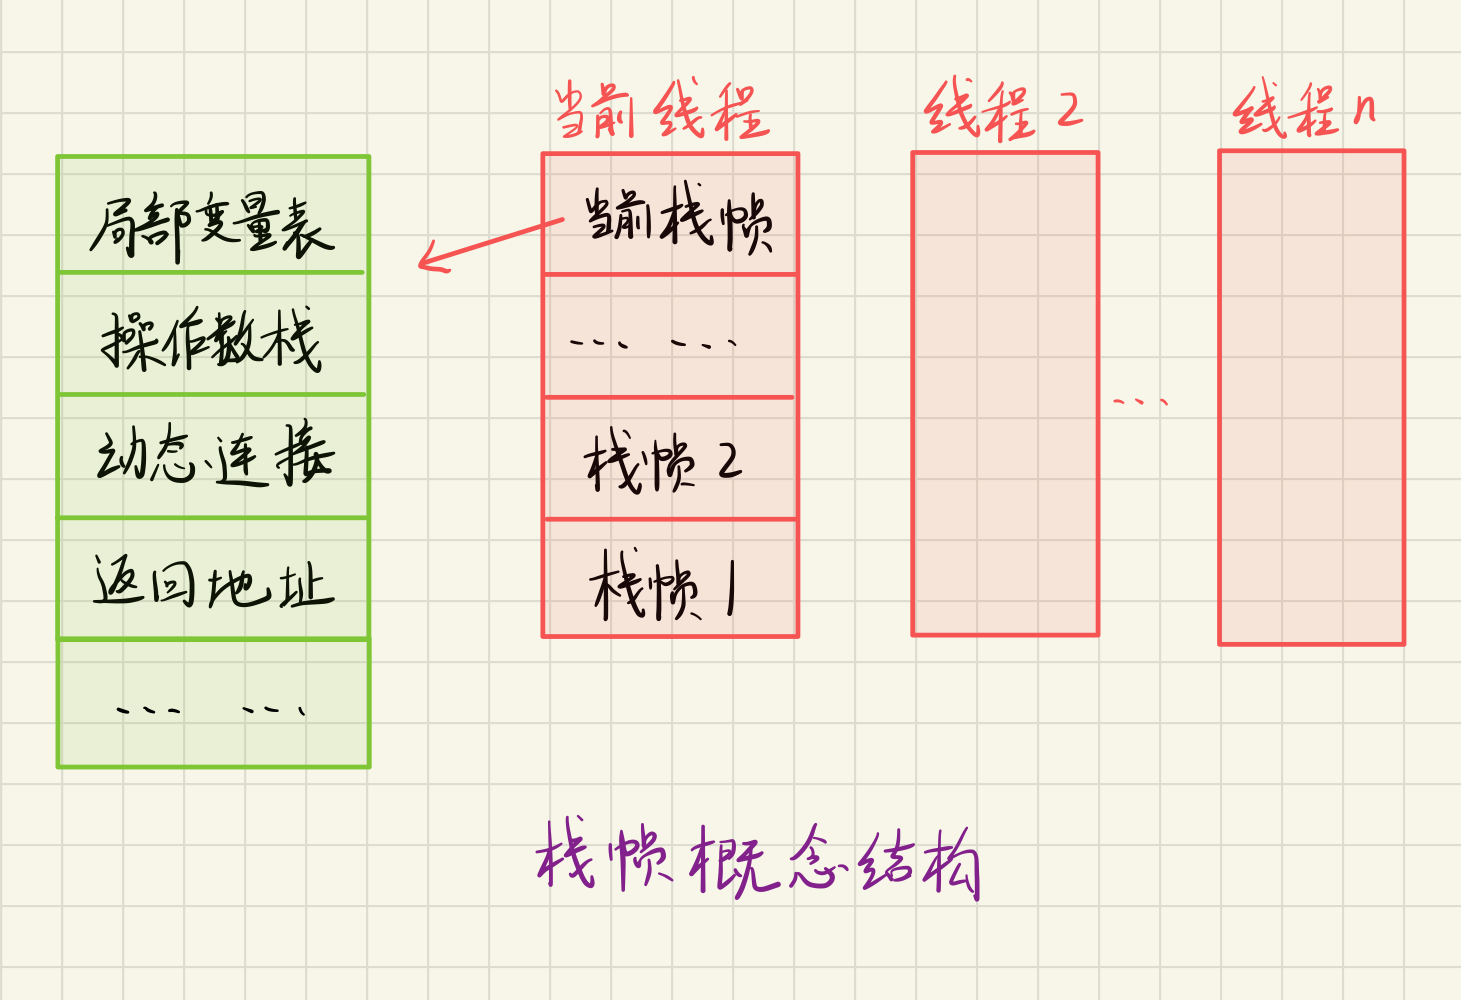 当前线程
线程2
线程n
局部变量表
操作数栈
动态连接
返回地址
... ...
当前栈帧
... ...
栈帧2
栈帧1
...
栈帧概念结构